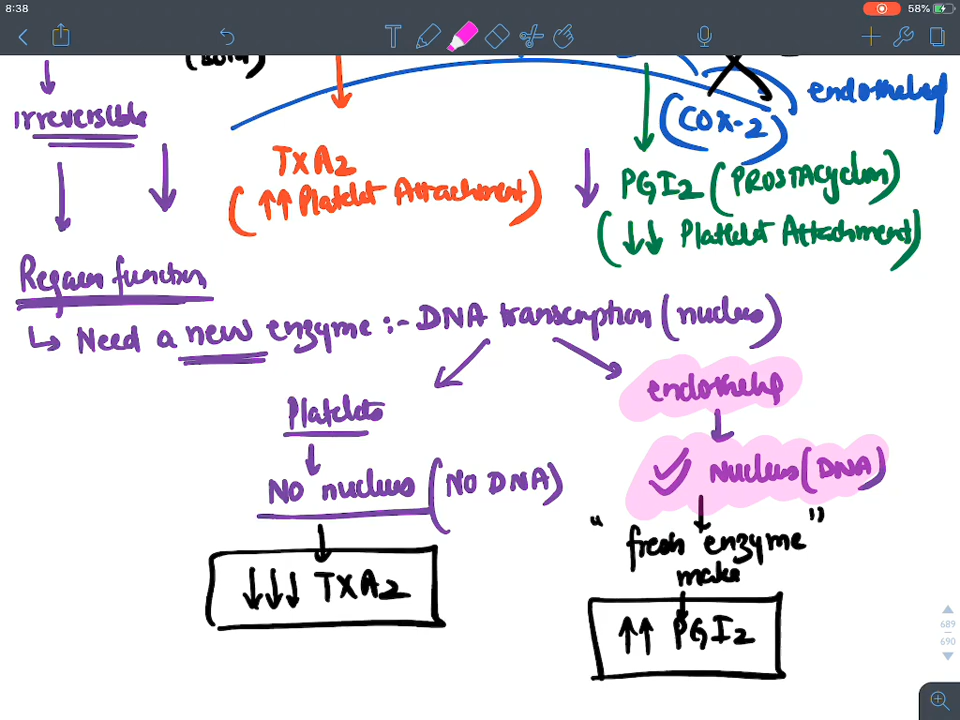 8:38
58%
T
irreversible
endothelial
(COX-2)
TXA2
(↑↑ Platelet Attachment)
↓ PGI2 (PROSTAcyclin)
(↓↓ Platelet Attachment)
Regain function
↳ Need a new enzyme :- DNA transcription (nucleus)
Platelets
No nucleus (NO DNA)
↓↓↓ TXA2
endothelial
✓ Nucleus (DNA)
"fresh enzyme"
make
↑↑ PGI2
689
690